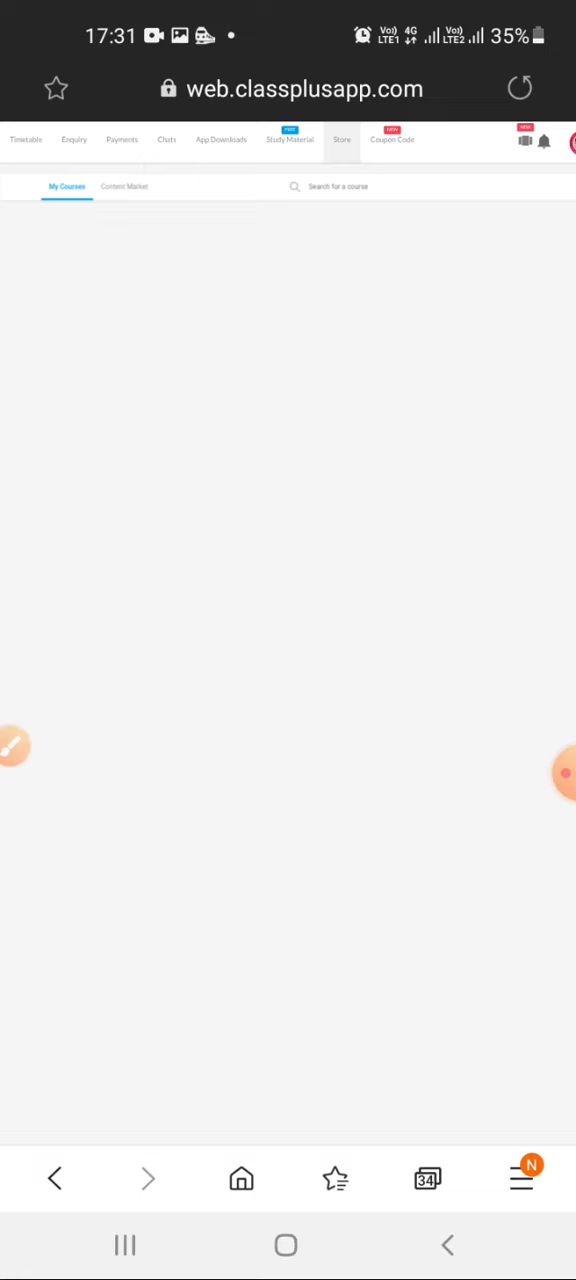 17:31 Vo) LTE1 4G Vo) LTE2 35%
web.classplusapp.com
FREE NEW NEW
Timetable Enquiry Payments Chats App Downloads Study Material Store Coupon Code
My Courses Content Market Search for a course
34 N